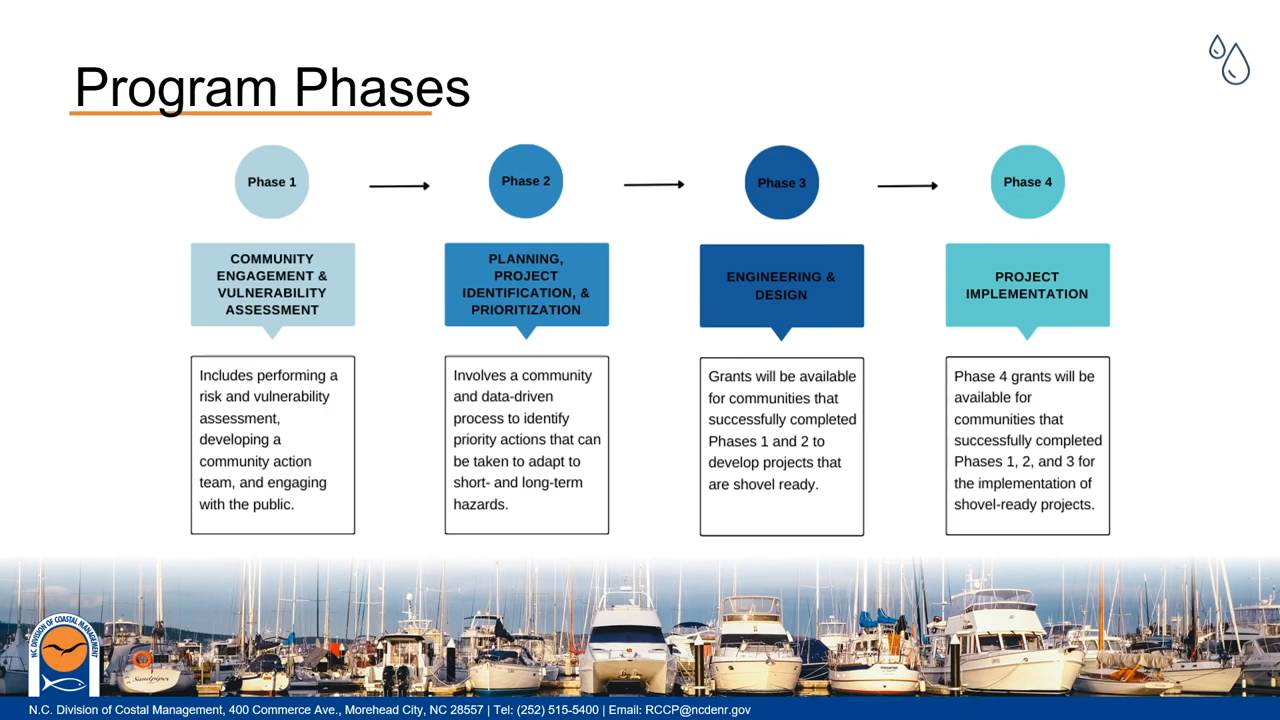 Program Phases
Phase 1
Phase 2
Phase 3
Phase 4
COMMUNITY
ENGAGEMENT &
VULNERABILITY
ASSESSMENT
PLANNING,
PROJECT
IDENTIFICATION, &
PRIORITIZATION
ENGINEERING &
DESIGN
PROJECT
IMPLEMENTATION
Includes performing a
risk and vulnerability
assessment,
developing a
community action
team, and engaging
with the public.
Involves a community
and data-driven
process to identify
priority actions that can
be taken to adapt to
short- and long-term
hazards.
Grants will be available
for communities that
successfully completed
Phases 1 and 2 to
develop projects that
are shovel ready.
Phase 4 grants will be
available for
communities that
successfully completed
Phases 1, 2, and 3 for
the implementation of
shovel-ready projects.
N.C. DIVISION OF COASTAL MANAGEMENT
Sandpiper
N.C. Division of Costal Management, 400 Commerce Ave., Morehead City, NC 28557 | Tel: (252) 515-5400 | Email: RCCP@ncdenr.gov